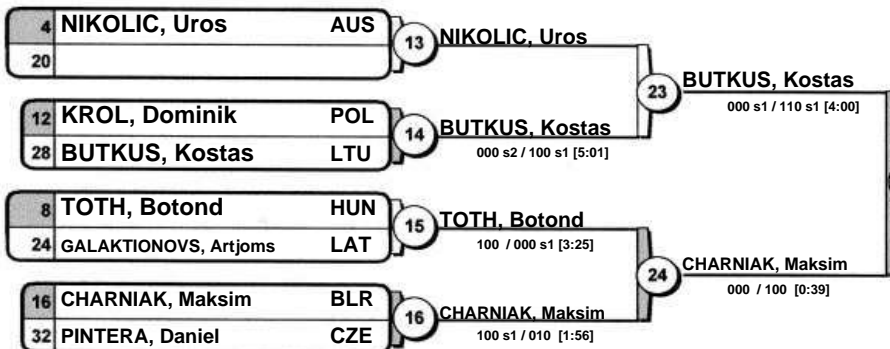 4 NIKOLIC, Uros AUS
20
13 NIKOLIC, Uros
12 KROL, Dominik POL
28 BUTKUS, Kostas LTU
14 BUTKUS, Kostas
000 s2 / 100 s1 [5:01]
23 BUTKUS, Kostas
000 s1 / 110 s1 [4:00]
8 TOTH, Botond HUN
24 GALAKTIONOVS, Artjoms LAT
15 TOTH, Botond
100 / 000 s1 [3:25]
16 CHARNIAK, Maksim BLR
32 PINTERA, Daniel CZE
16 CHARNIAK, Maksim
100 s1 / 010 [1:56]
24 CHARNIAK, Maksim
000 / 100 [0:39]